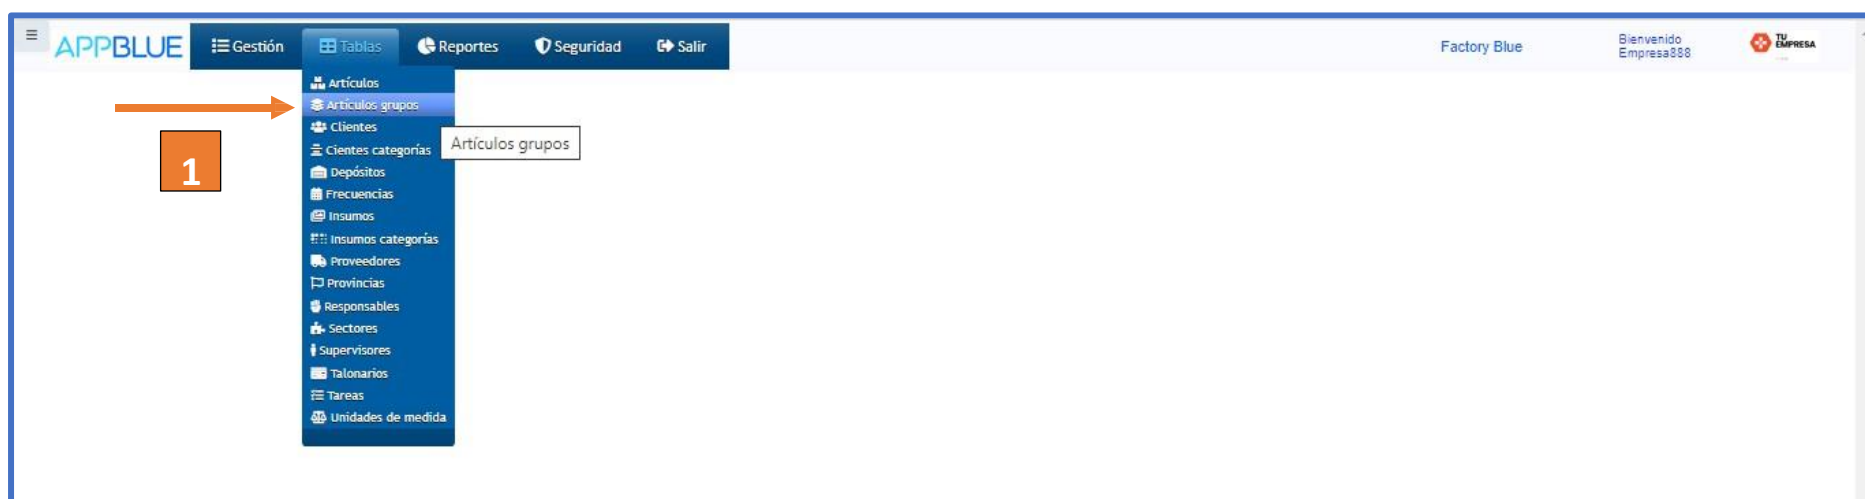 APPBLUE Gestión Tablas Reportes Seguridad Salir Factory Blue Bienvenido
Empresa888
TU
EMPRESA
Artículos
Artículos grupos
Clientes
Artículos grupos
Cientes categorías
Depósitos
Frecuencias
Insumos
Insumos categorías
Proveedores
Provincias
Responsables
Sectores
Supervisores
Talonarios
Tareas
Unidades de medida
1